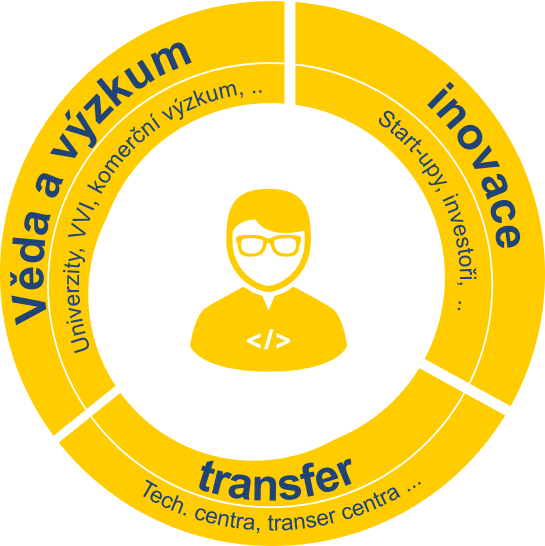 Věda a výzkum
Univerzity, VVI, komerční výzkum, ..
inovace
Start-upy, investoři, ..
</>
transfer
Tech. centra, transer centra ...